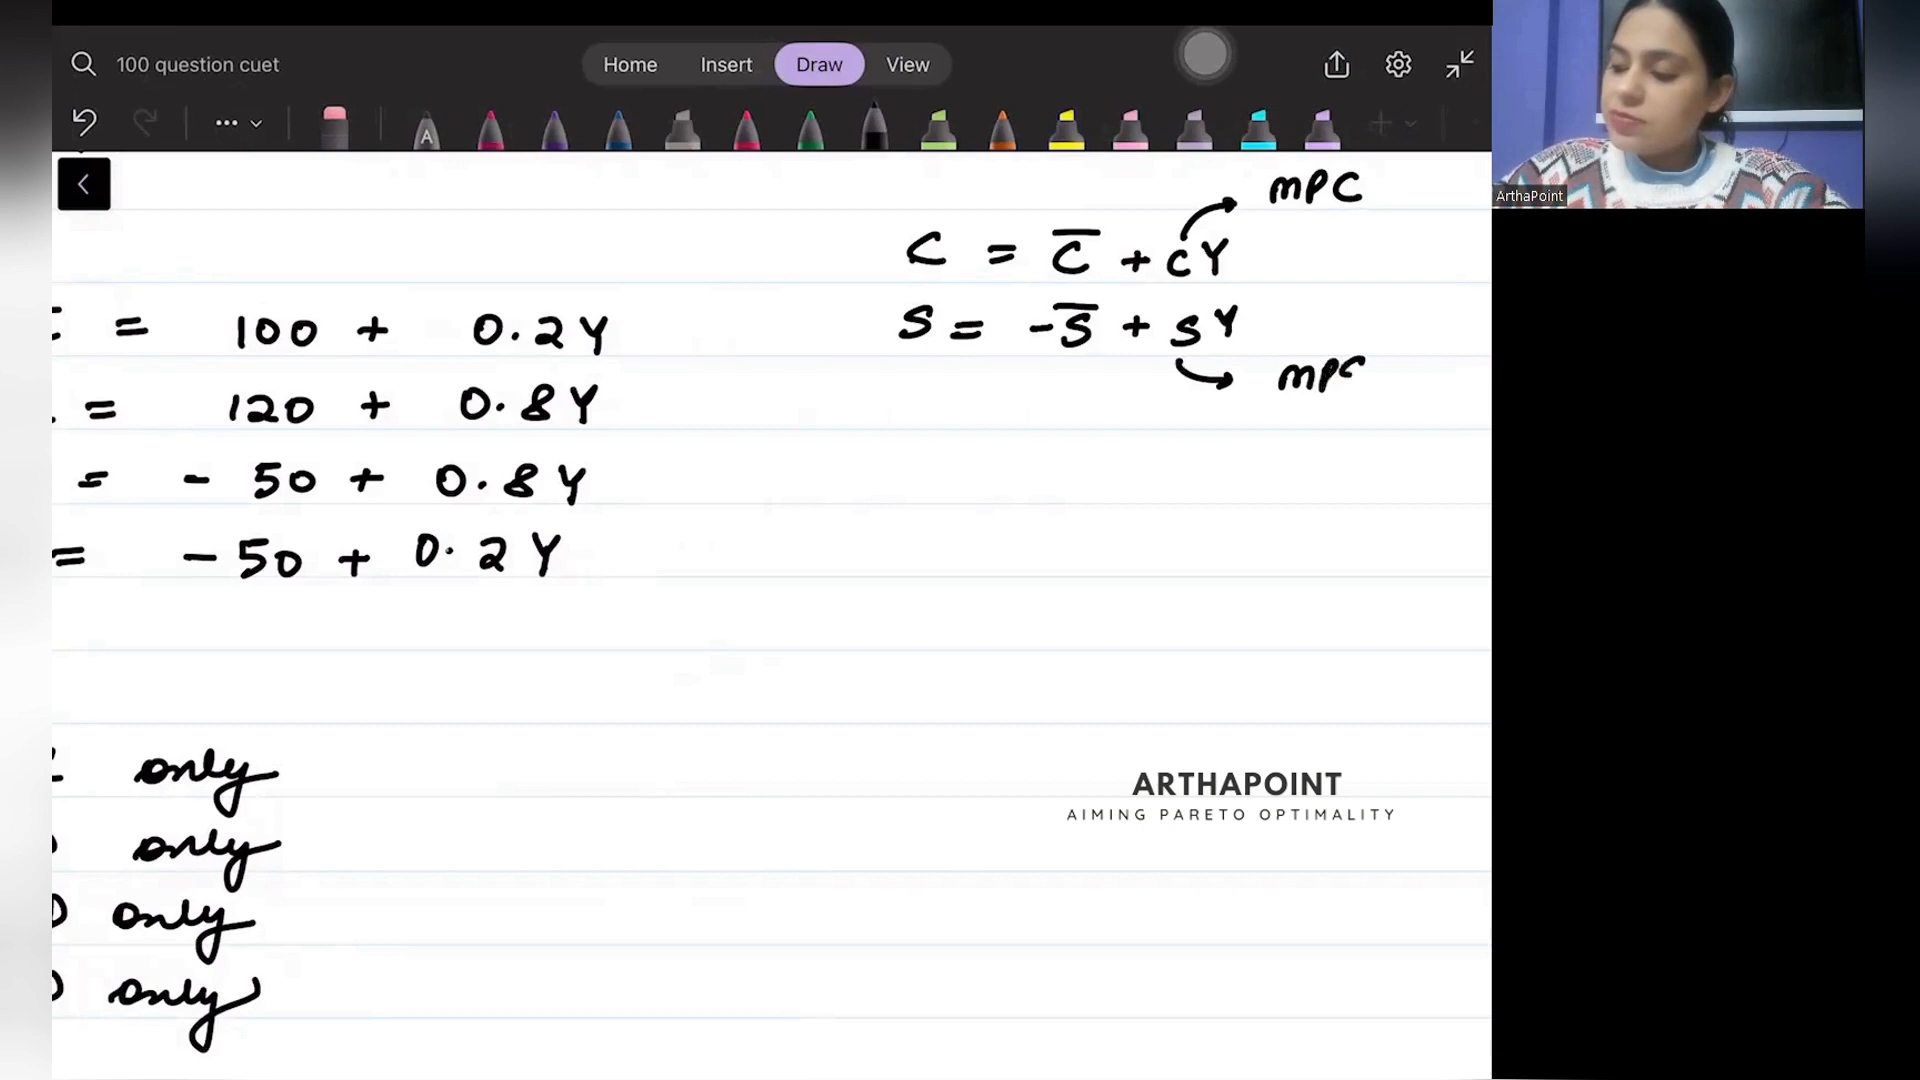 100 question cuet
Home Insert Draw View
A
ArthaPoint
mPC
C = C̅ + cY
S = -S̅ + sY
mPC
= 100 + 0.2Y
= 120 + 0.8Y
= - 50 + 0.8Y
= - 50 + 0.2Y
only
only
D only
D only
ARTHAPOINT
AIMING PARETO OPTIMALITY